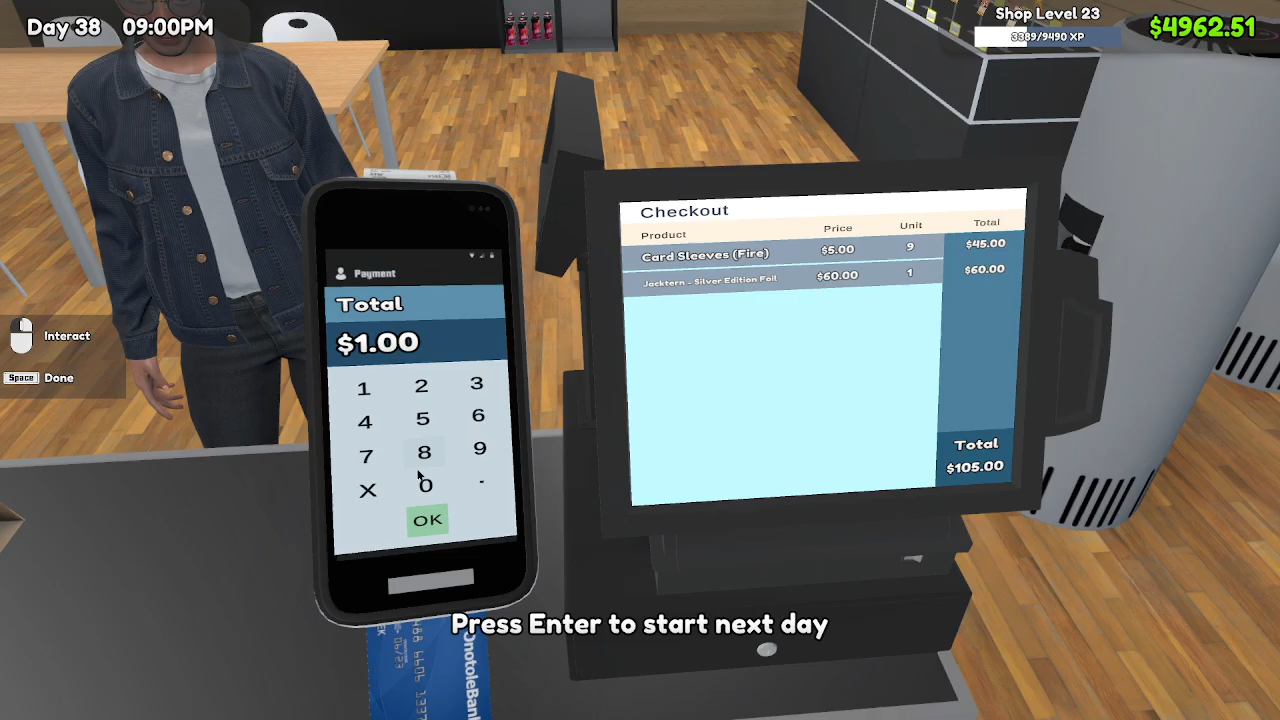 Day 38 09:00PM
Shop Level 23
3389/9490 XP
$4962.51
Interact
Space Done
Payment
Total
$1.00
1 2 3
4 5 6
7 8 9
X 0 .
OK
Checkout
Product Price Unit Total
Card Sleeves (Fire) $5.00 9 $45.00
Jacktern - Silver Edition Foil $60.00 1 $60.00
Total
$105.00
Press Enter to start next day
06/23